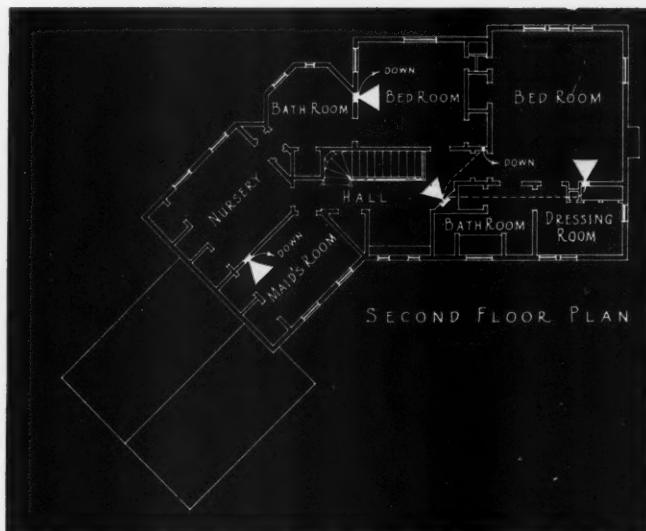 DOWN
BATH ROOM
BED ROOM
BED ROOM
DOWN
NURSERY
HALL
BATH ROOM
DRESSING
ROOM
DOWN
MAID'S ROOM
SECOND FLOOR PLAN